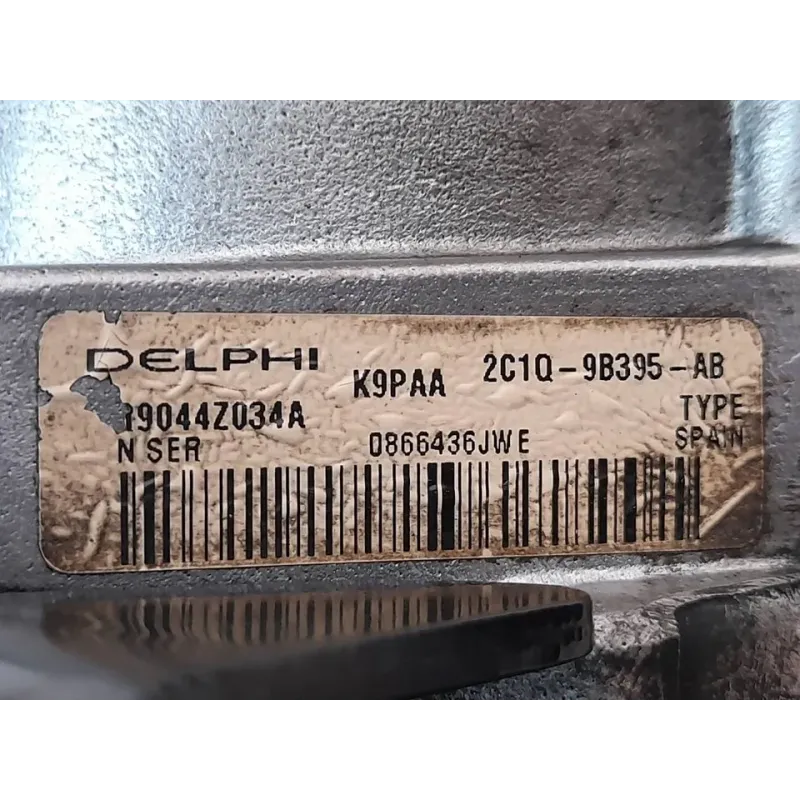 DELPHI K9PAA 2C1Q-9B395-AB
R9044Z034A TYPE
N SER 0866436JWE SPAIN